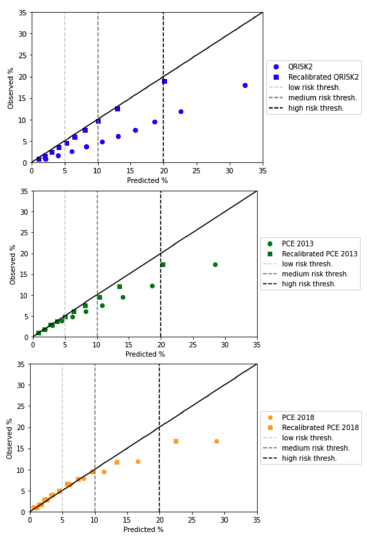 35
30
25
20
15
10
5
0
Observed %
0 5 10 15 20 25 30 35
Predicted %
QRISK2
Recalibrated QRISK2
low risk thresh.
medium risk thresh.
high risk thresh.
35
30
25
20
15
10
5
0
Observed %
0 5 10 15 20 25 30 35
Predicted %
PCE 2013
Recalibrated PCE 2013
low risk thresh.
medium risk thresh.
high risk thresh.
35
30
25
20
15
10
5
0
Observed %
0 5 10 15 20 25 30 35
Predicted %
PCE 2018
Recalibrated PCE 2018
low risk thresh.
medium risk thresh.
high risk thresh.